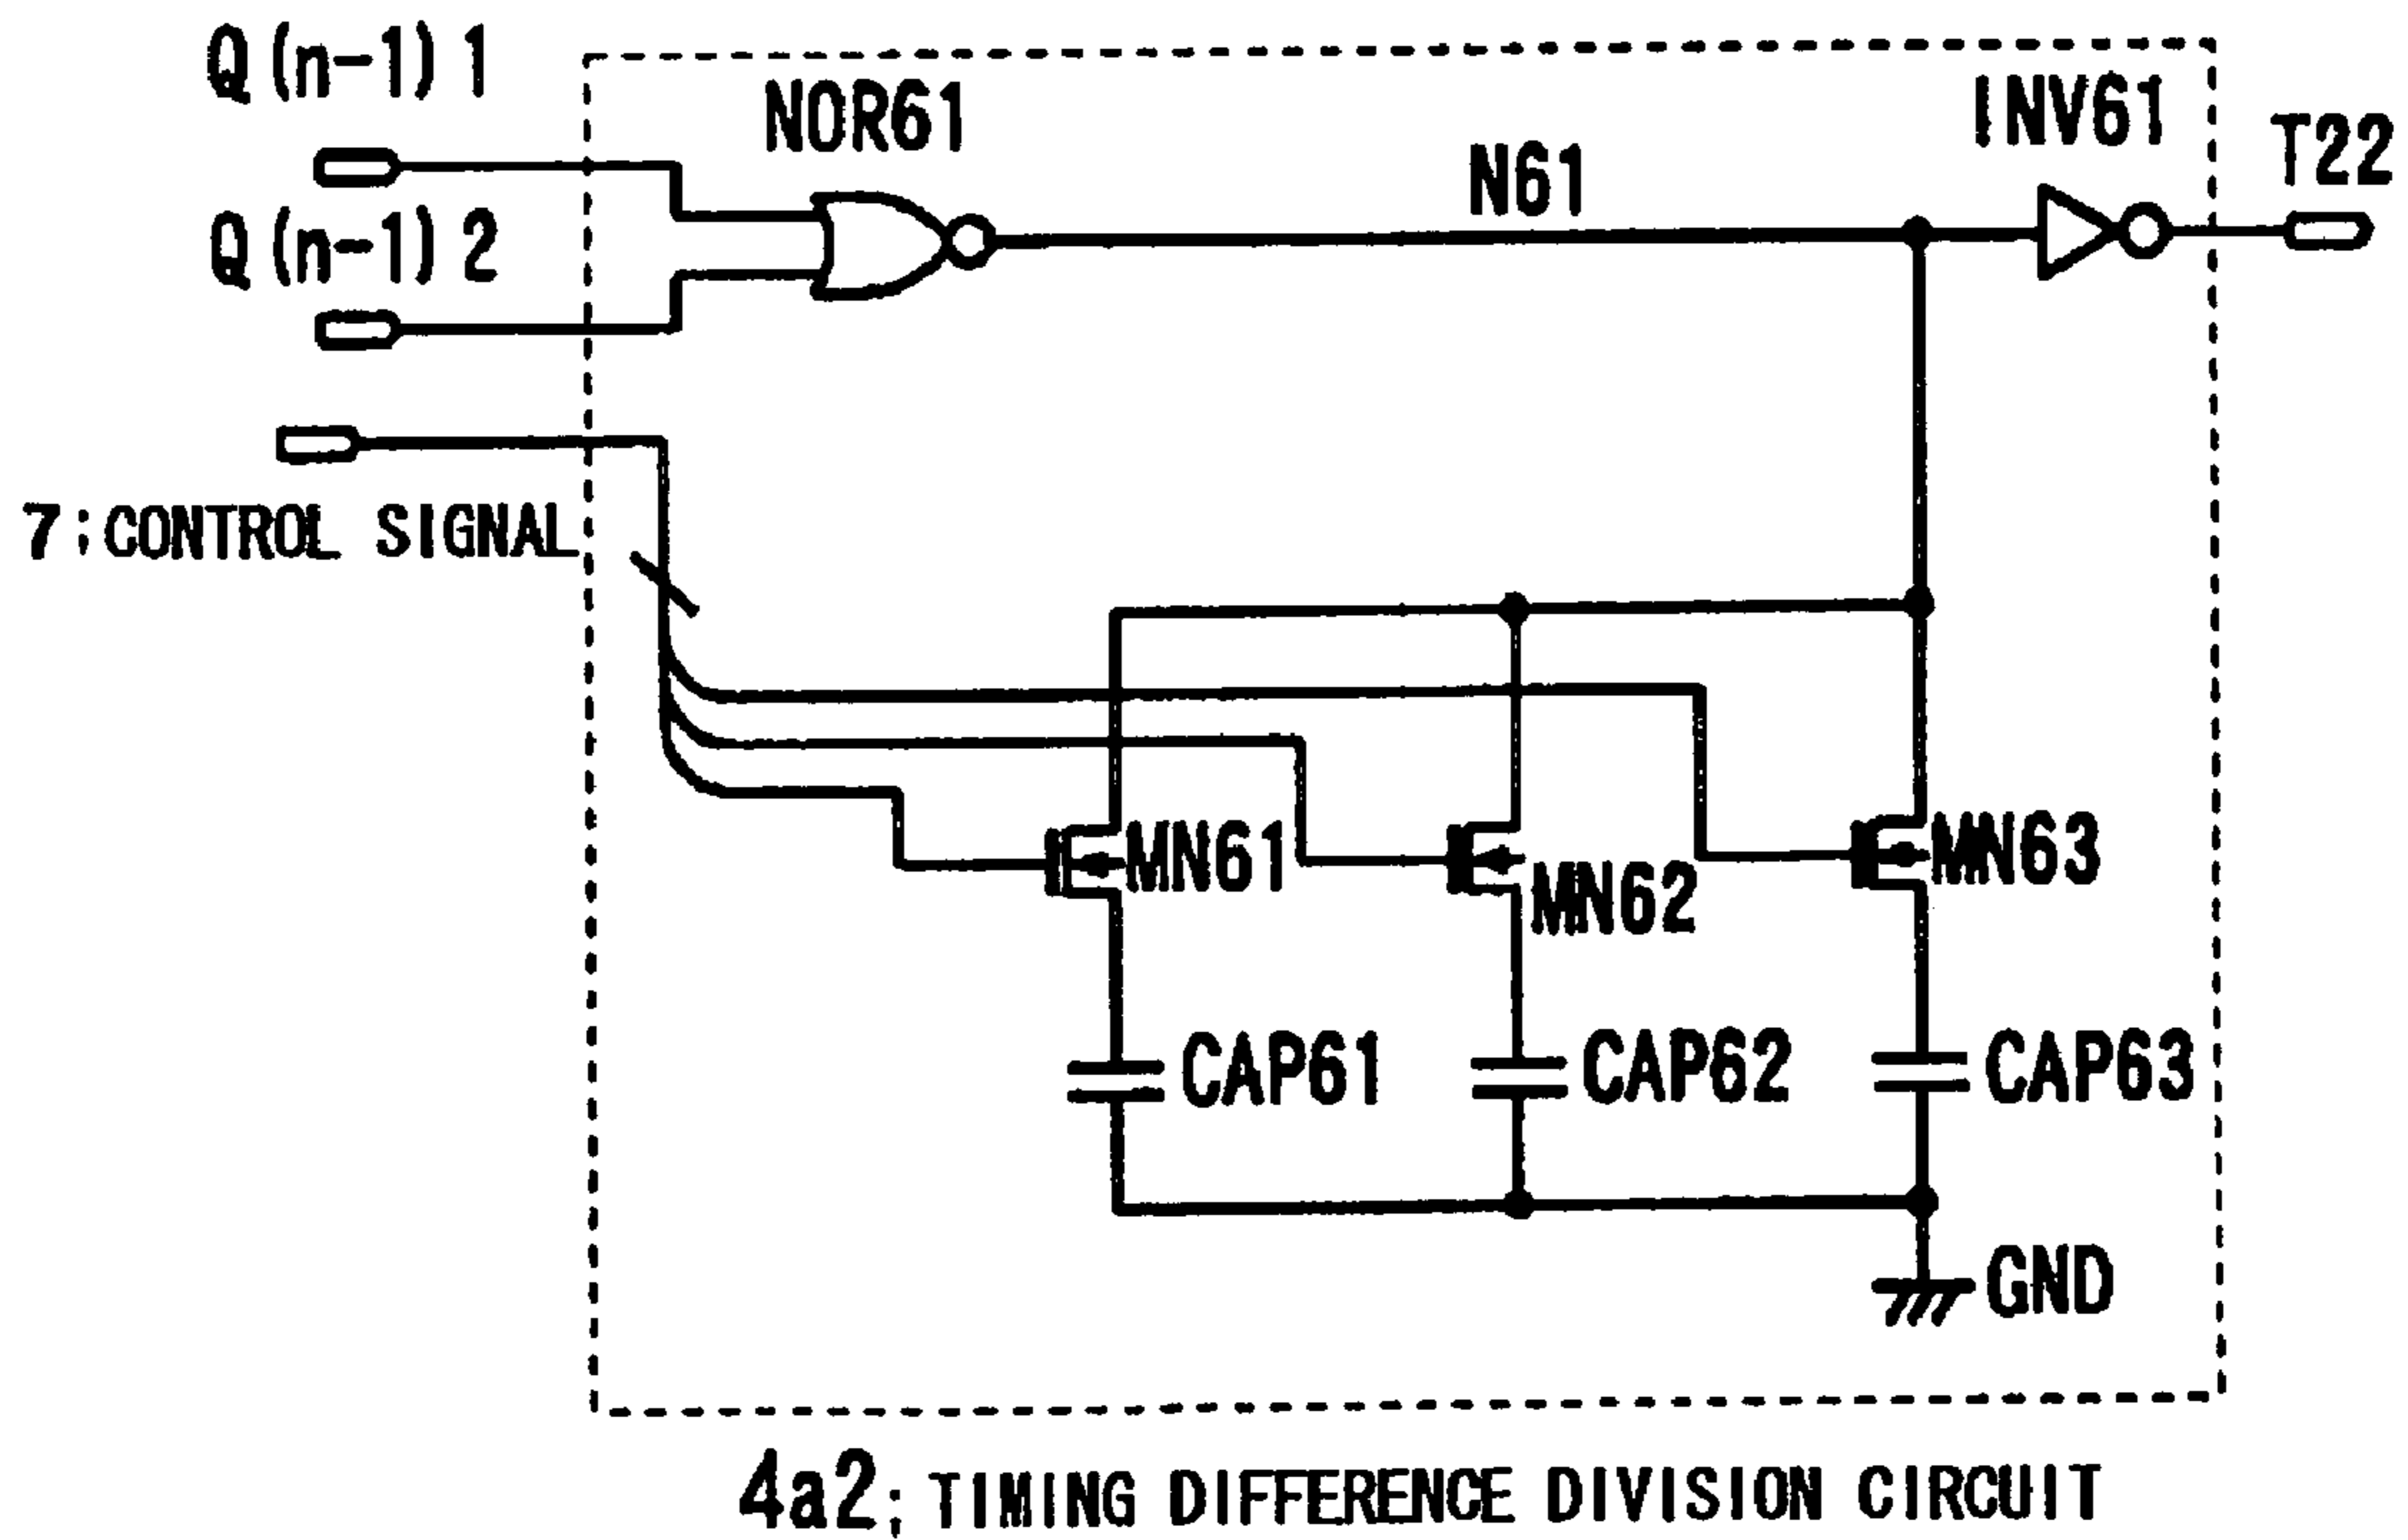 Q(n-1)1
NOR61
INV61
T22
N61
Q(n-1)2
7;CONTROL SIGNAL
MN61
MN62
MN63
CAP61
CAP62
CAP63
GND
4a2; TIMING DIFFERENCE DIVISION CIRCUIT